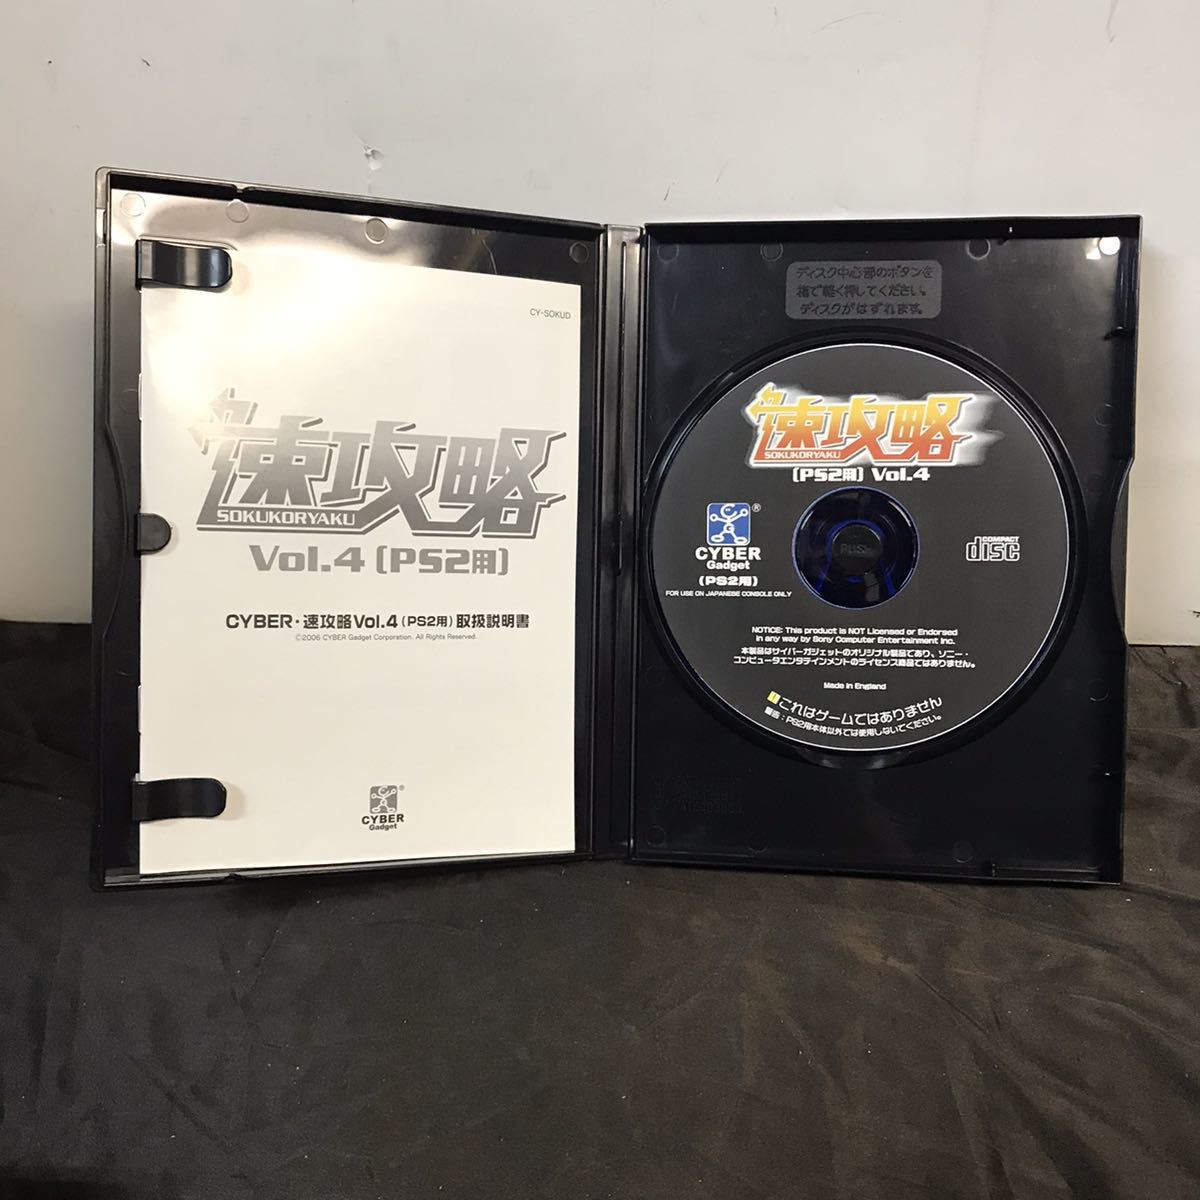 CY-SOKUD
速攻略
SOKUKORYAKU
Vol.4 (PS2用)
CYBER・速攻略Vol.4 (PS2用) 取扱説明書
©2006 CYBER Gadget Corporation. All Rights Reserved.
CYBER
Gadget
®
ディスク中心部のボタンを
指で軽く押してください。
ディスクがはずれます。
速攻略
SOKUKORYAKU
(PS2用) Vol.4
CYBER
Gadget
®
(PS2用)
FOR USE ON JAPANESE CONSOLE ONLY
PUSH
COMPACT
disc
NOTICE: This product is NOT Licensed or Endorsed
in any way by Sony Computer Entertainment Inc.
本製品はサイバーガジェットのオリジナル製品であり、ソニー・
コンピュータエンタテインメントのライセンス商品ではありません。
Made in England
!これはゲームではありません
警告：PS2用本体以外では使用しないでください。